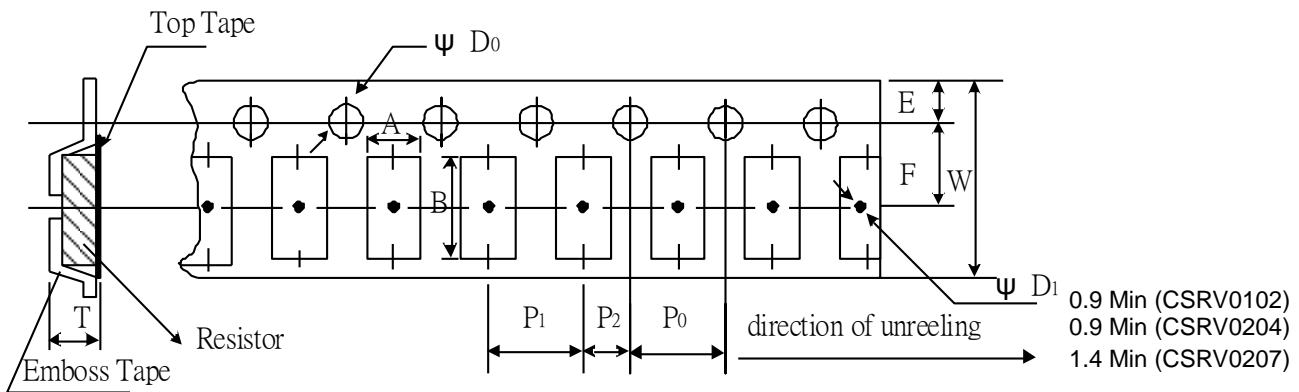 Top Tape
Ψ D0
E
A
F
W
B
Ψ D1
0.9 Min (CSRV0102)
T
P1
P2
P0
0.9 Min (CSRV0204)
Resistor
direction of unreeling
1.4 Min (CSRV0207)
Emboss Tape